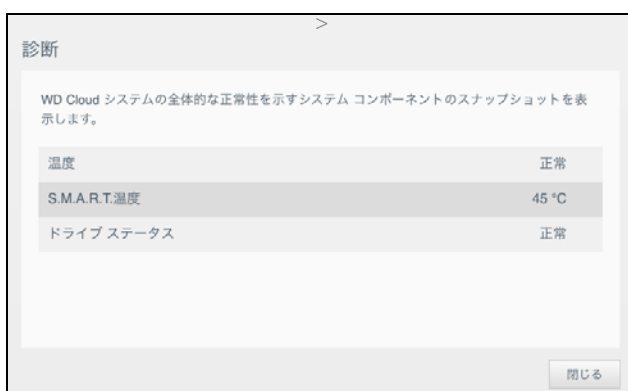 >
診断
WD Cloud システムの全体的な正常性を示すシステム コンポーネントのスナップショットを表
示します。
温度 正常
S.M.A.R.T.温度 45 °C
ドライブ ステータス 正常
閉じる